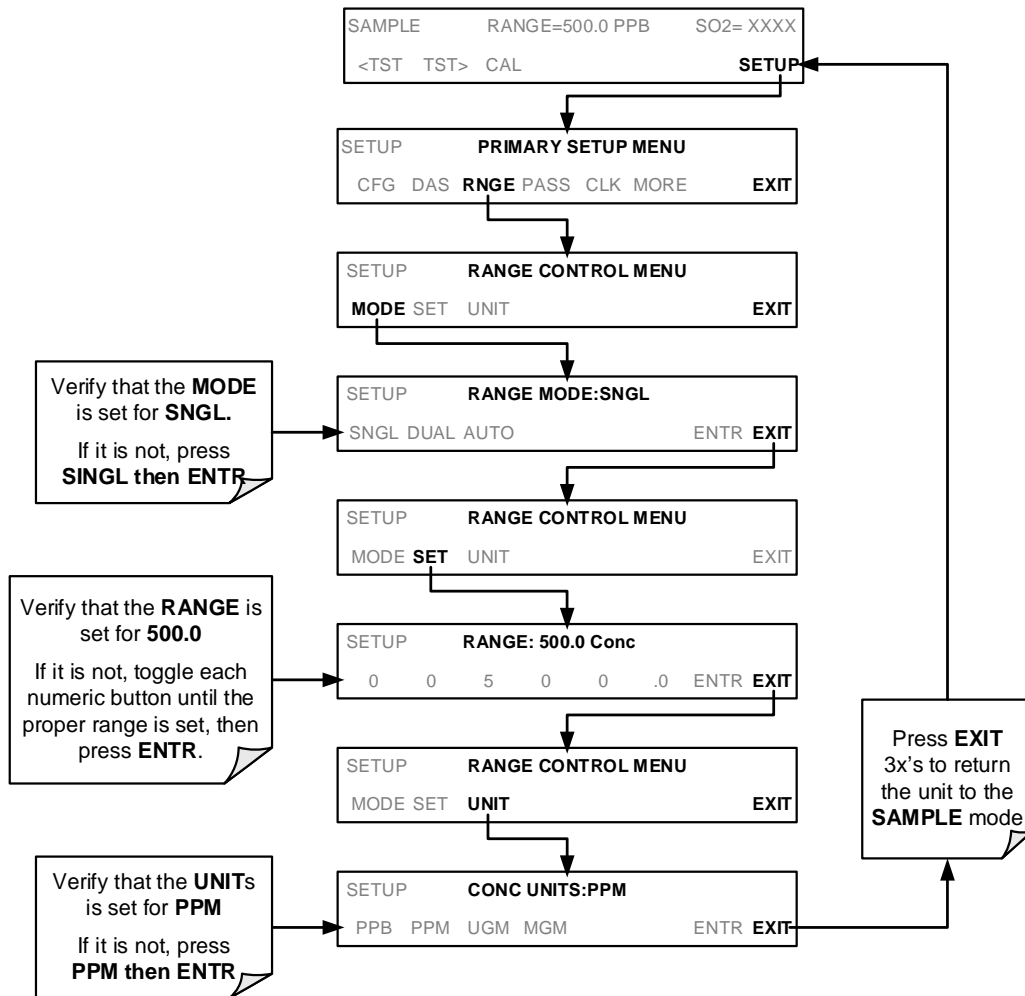 SAMPLE RANGE=500.0 PPB SO2= XXXX
<TST TST> CAL SETUP
SETUP PRIMARY SETUP MENU
CFG DAS RNGE PASS CLK MORE EXIT
SETUP RANGE CONTROL MENU
MODE SET UNIT EXIT
Verify that the MODE
is set for SNGL.
If it is not, press
SINGL then ENTR
SETUP RANGE MODE:SNGL
SNGL DUAL AUTO ENTR EXIT
SETUP RANGE CONTROL MENU
MODE SET UNIT EXIT
Verify that the RANGE is
set for 500.0
If it is not, toggle each
numeric button until the
proper range is set, then
press ENTR.
SETUP RANGE: 500.0 Conc
0 0 5 0 0 .0 ENTR EXIT
SETUP RANGE CONTROL MENU
MODE SET UNIT EXIT
Press EXIT
3x's to return
the unit to the
SAMPLE mode
Verify that the UNITs
is set for PPM
If it is not, press
PPM then ENTR
SETUP CONC UNITS:PPM
PPB PPM UGM MGM ENTR EXIT